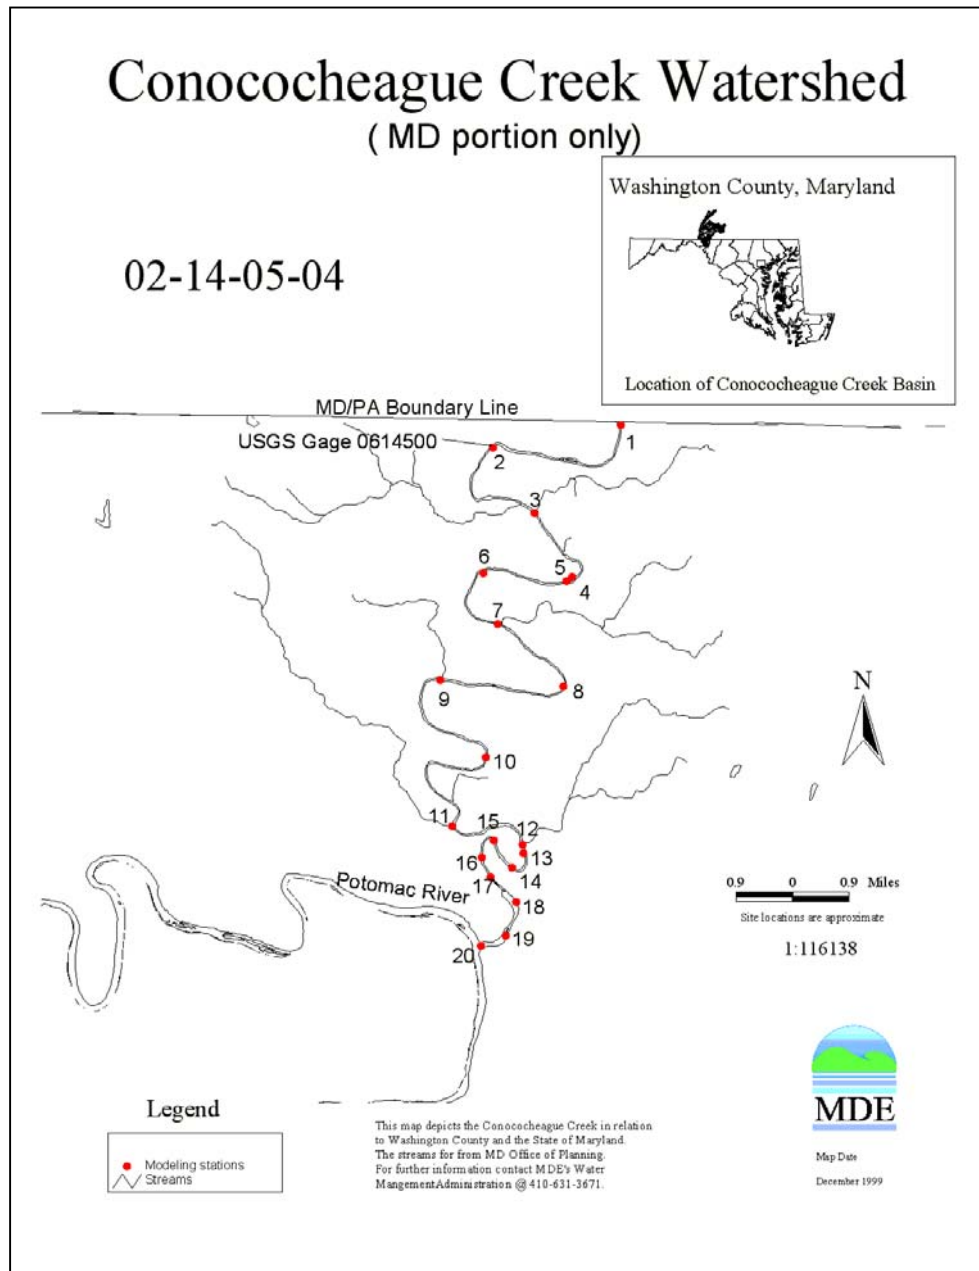 Conococheague Creek Watershed
( MD portion only)
Washington County, Maryland
02-14-05-04
Location of Conococheague Creek Basin
MD/PA Boundary Line
USGS Gage 0614500
1
2
3
4
5
6
7
8
9
10
11
12
13
14
15
16
17
18
19
20
N
Potomac River
0.9 0 0.9 Miles
Site locations are approximate
1:116138
MDE
Map Date
December 1999
Legend
Modeling stations
Streams
This map depicts the Conococheague Creek in relation
to Washington County and the State of Maryland.
The streams for from MD Office of Planning.
For further information contact MDE's Water
MangementAdministration @ 410-631-3671.